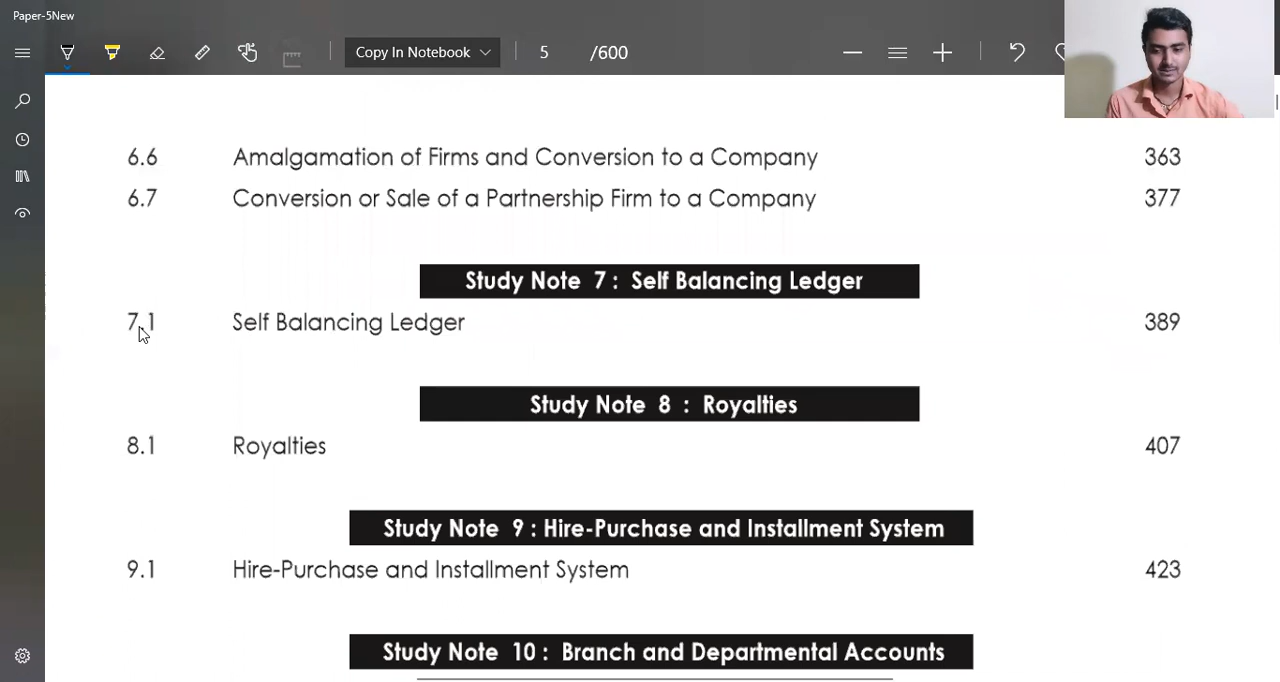 Paper-5New
Copy In Notebook 5 /600
6.6 Amalgamation of Firms and Conversion to a Company 363
6.7 Conversion or Sale of a Partnership Firm to a Company 377
Study Note 7 : Self Balancing Ledger
7.1 Self Balancing Ledger 389
Study Note 8 : Royalties
8.1 Royalties 407
Study Note 9 : Hire-Purchase and Installment System
9.1 Hire-Purchase and Installment System 423
Study Note 10 : Branch and Departmental Accounts